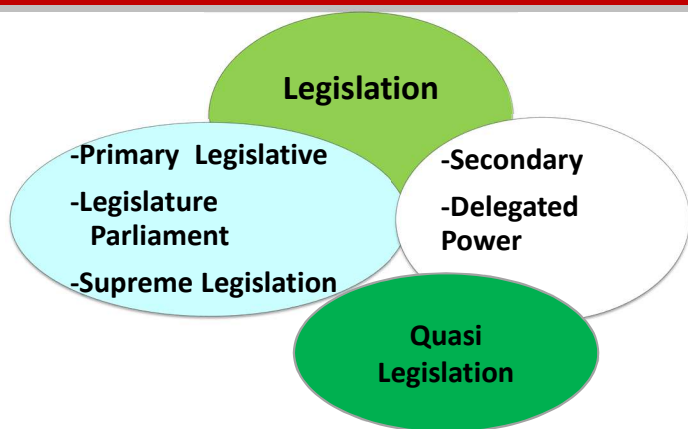 Legislation
-Primary Legislative
-Legislature
Parliament
-Supreme Legislation
-Secondary
-Delegated
Power
Quasi
Legislation